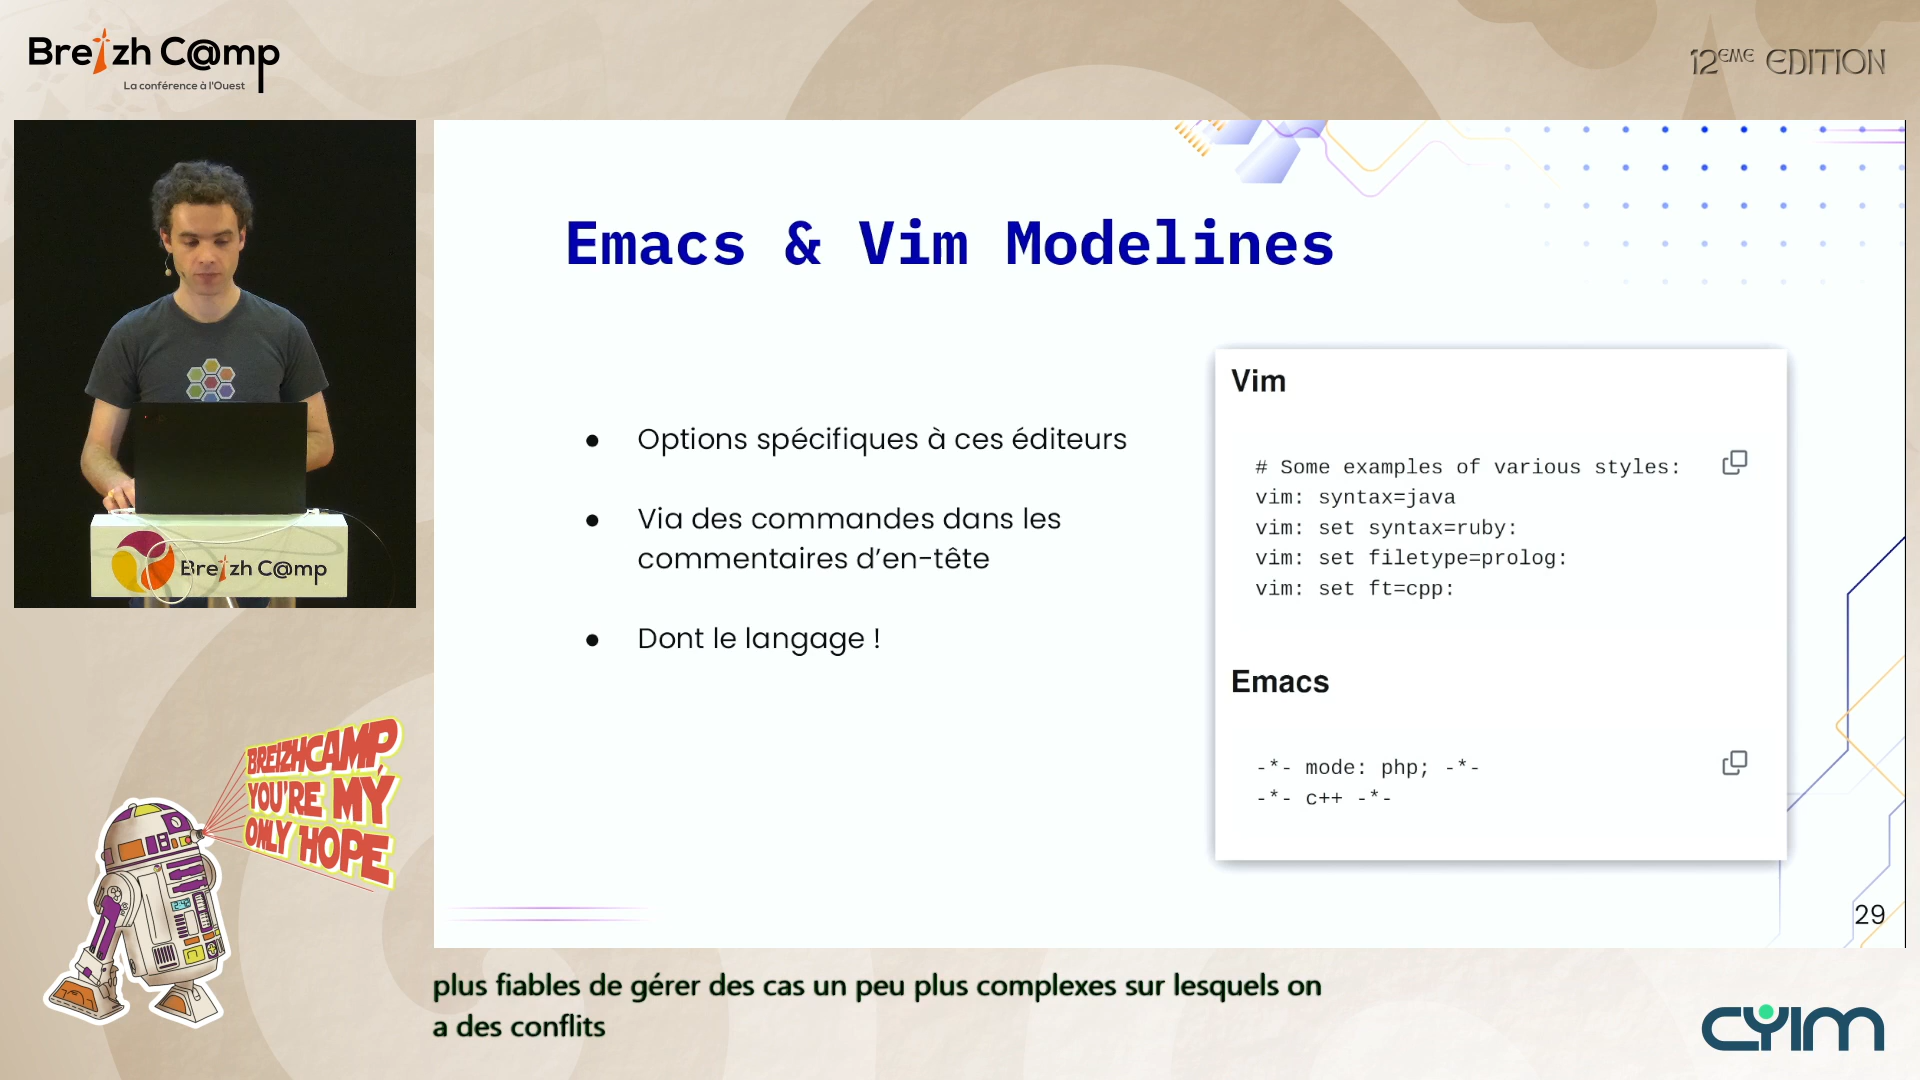 Breizh C@mp
La conférence à l'Ouest
12EME EDITION
Emacs & Vim Modelines
● Options spécifiques à ces éditeurs
● Via des commandes dans les
commentaires d’en-tête
● Dont le langage !
Vim
# Some examples of various styles:
vim: syntax=java
vim: set syntax=ruby:
vim: set filetype=prolog:
vim: set ft=cpp:
Emacs
-*- mode: php; -*-
-*- c++ -*-
29
Breizh C@mp
BREIZHCAMP,
YOU'RE MY
ONLY HOPE
plus fiables de gérer des cas un peu plus complexes sur lesquels on
a des conflits
CYIM